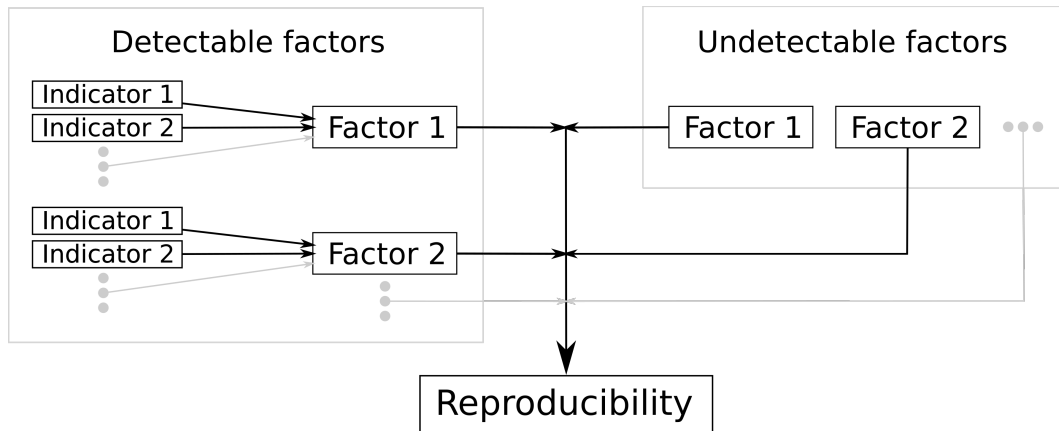 Detectable factors
Indicator 1
Indicator 2
Factor 1
Indicator 1
Indicator 2
Factor 2
Undetectable factors
Factor 1
Factor 2
Reproducibility